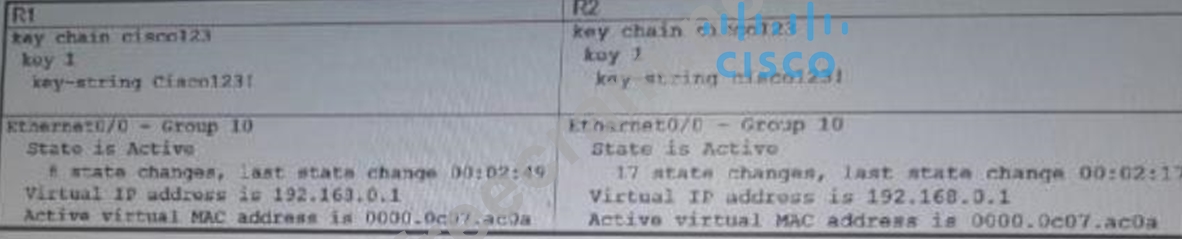 R1
key chain cisco123
key 1
key-string Cisco123!
Ethernet0/0 - Group 10
State is Active
8 state changes, last state change 00:02:49
Virtual IP address is 192.168.0.1
Active virtual MAC address is 0000.0c07.ac0a
R2
key chain cisco123
key 1
key-string
CISCO
Ethernet0/0 - Group 10
State is Active
17 state changes, last state change 00:02:17
Virtual IP address is 192.168.0.1
Active virtual MAC address is 0000.0c07.ac0a